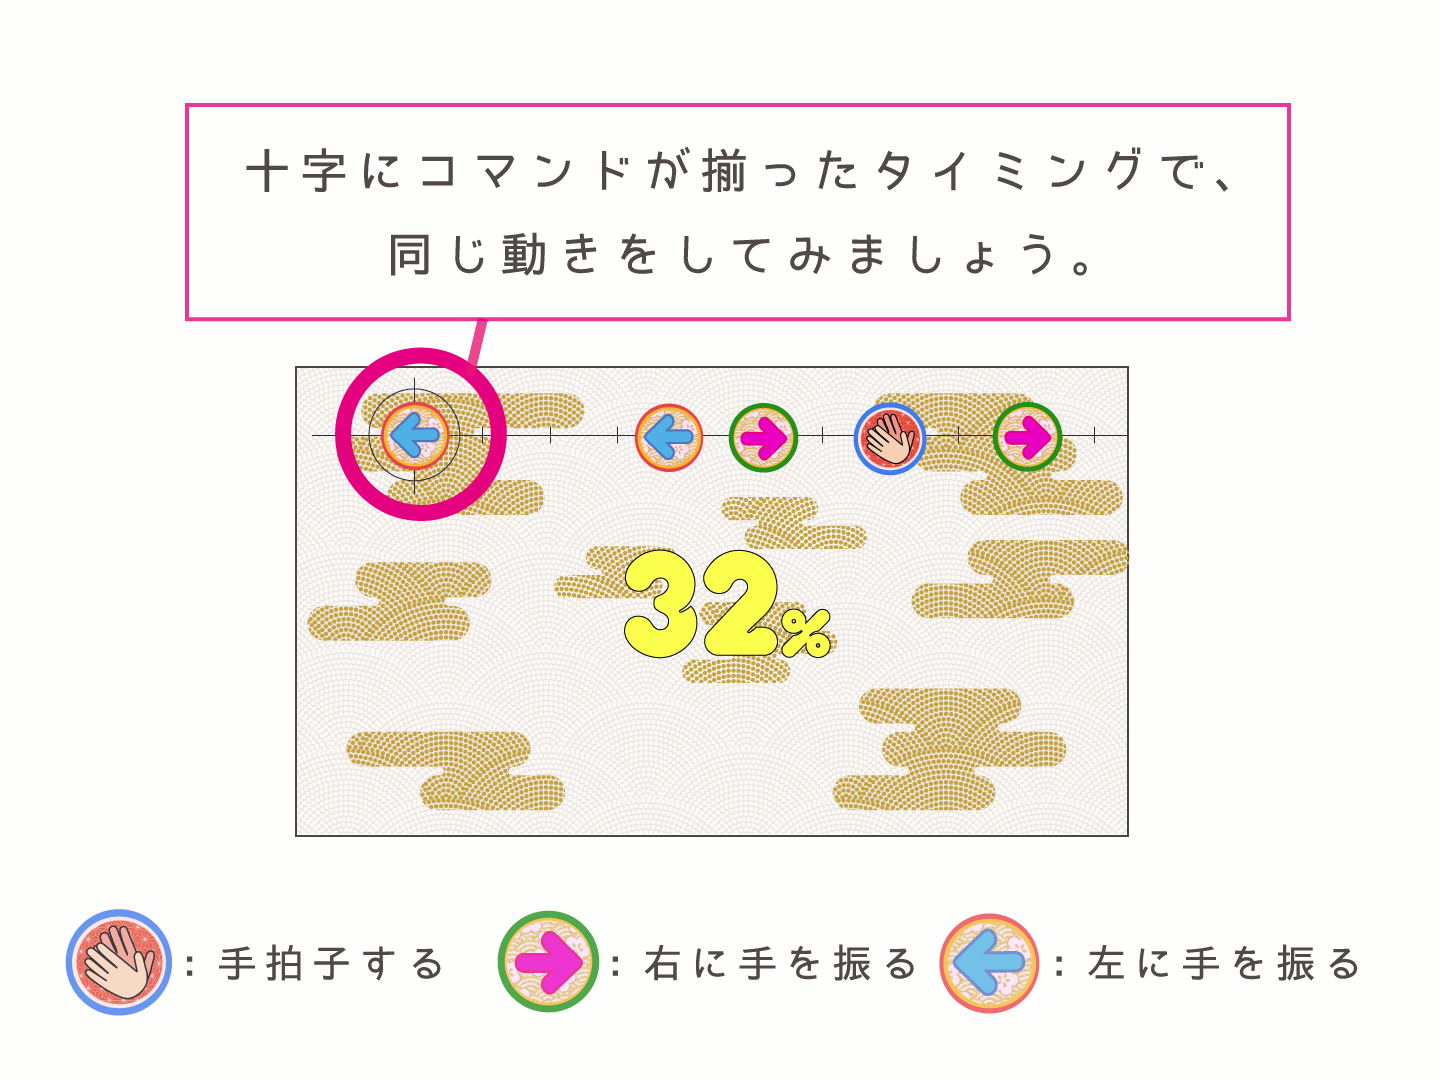 十字にコマンドが揃ったタイミングで、
同じ動きをしてみましょう。
32%
：手拍子する
：右に手を振る
：左に手を振る